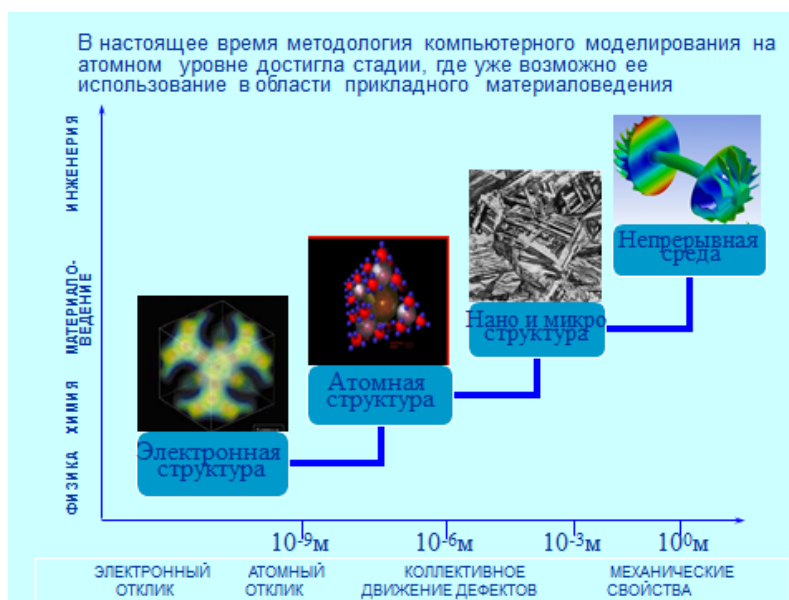 В настоящее время методология компьютерного моделирования на
атомном уровне достигла стадии, где уже возможно ее
использование в области прикладного материаловедения
ИНЖЕНЕРИЯ
МАТЕРИАЛО-
ВЕДЕНИЕ
ХИМИЯ
ФИЗИКА
Непрерывная
среда
Нано и микро
структура
Атомная
структура
Электронная
структура
10-9м 10-6м 10-3м 100м
ЭЛЕКТРОННЫЙ АТОМНЫЙ КОЛЛЕКТИВНОЕ МЕХАНИЧЕСКИЕ
ОТКЛИК ОТКЛИК ДВИЖЕНИЕ ДЕФЕКТОВ СВОЙСТВА